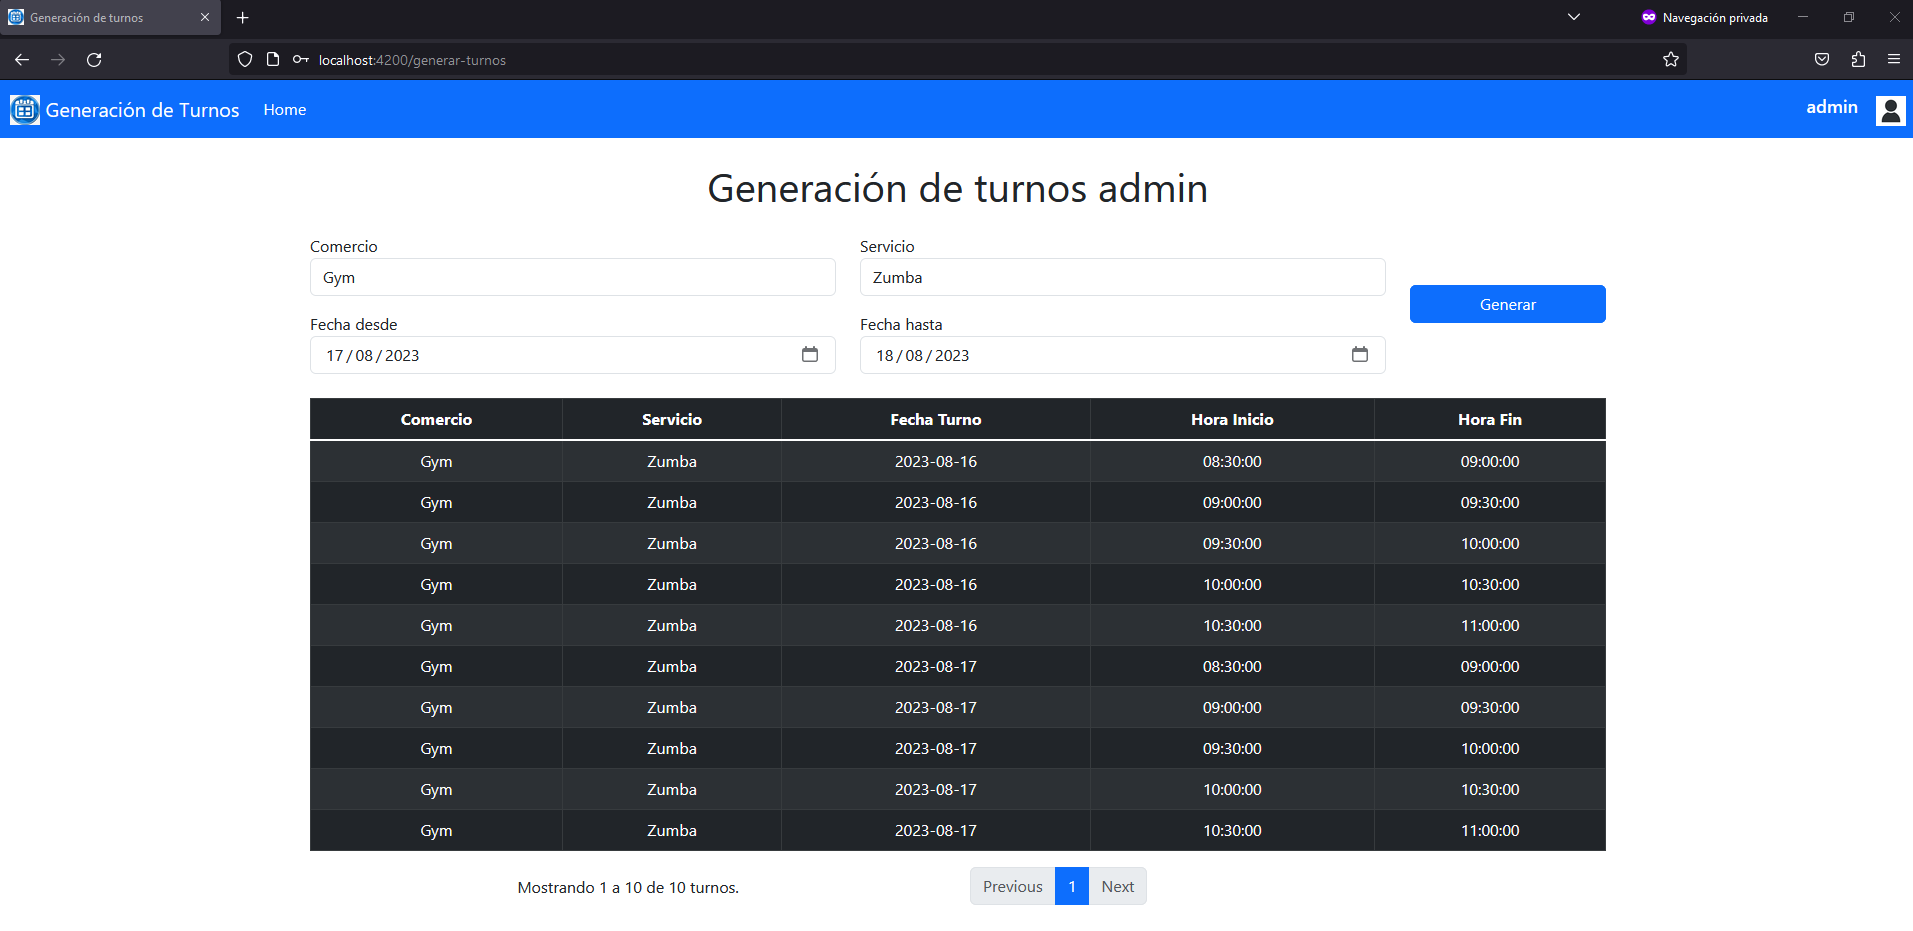 Generación de turnos
Navegación privada
localhost:4200/generar-turnos
Generación de Turnos Home admin
Generación de turnos admin
Comercio Servicio
Gym Zumba
Generar
Fecha desde Fecha hasta
17/08/2023 18/08/2023
Comercio Servicio Fecha Turno Hora Inicio Hora Fin
Gym Zumba 2023-08-16 08:30:00 09:00:00
Gym Zumba 2023-08-16 09:00:00 09:30:00
Gym Zumba 2023-08-16 09:30:00 10:00:00
Gym Zumba 2023-08-16 10:00:00 10:30:00
Gym Zumba 2023-08-16 10:30:00 11:00:00
Gym Zumba 2023-08-17 08:30:00 09:00:00
Gym Zumba 2023-08-17 09:00:00 09:30:00
Gym Zumba 2023-08-17 09:30:00 10:00:00
Gym Zumba 2023-08-17 10:00:00 10:30:00
Gym Zumba 2023-08-17 10:30:00 11:00:00
Mostrando 1 a 10 de 10 turnos. Previous 1 Next